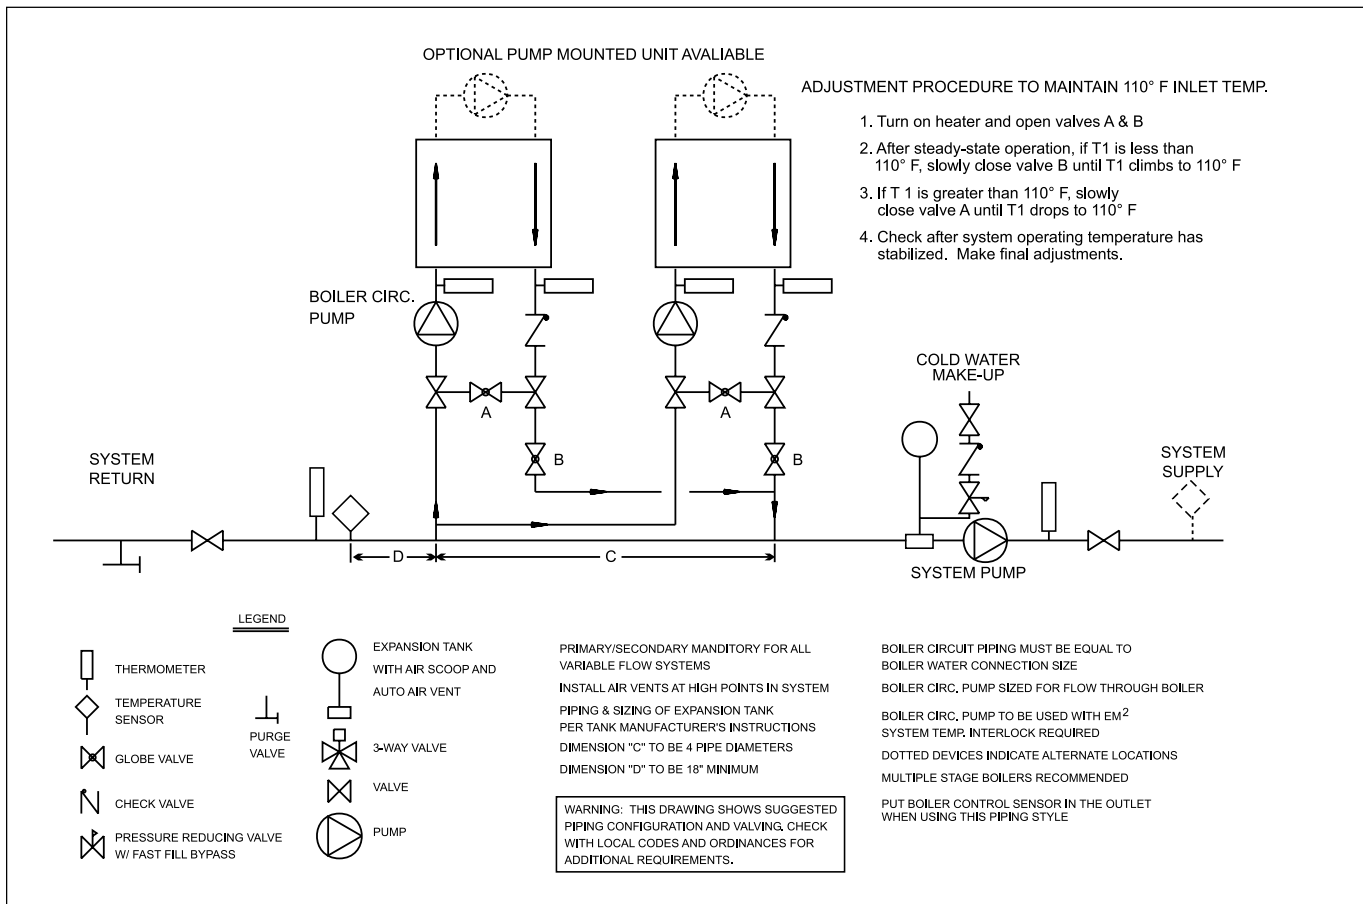 OPTIONAL PUMP MOUNTED UNIT AVALIABLE
ADJUSTMENT PROCEDURE TO MAINTAIN 110° F INLET TEMP.
1. Turn on heater and open valves A & B
2. After steady-state operation, if T1 is less than
110° F, slowly close valve B until T1 climbs to 110° F
3. If T 1 is greater than 110° F, slowly
close valve A until T1 drops to 110° F
4. Check after system operating temperature has
stabilized. Make final adjustments.
BOILER CIRC.
PUMP
A
A
B
B
COLD WATER
MAKE-UP
SYSTEM
RETURN
SYSTEM
SUPPLY
D
C
SYSTEM PUMP
LEGEND
THERMOMETER
TEMPERATURE
SENSOR
GLOBE VALVE
CHECK VALVE
PRESSURE REDUCING VALVE
W/ FAST FILL BYPASS
PURGE
VALVE
EXPANSION TANK
WITH AIR SCOOP AND
AUTO AIR VENT
3-WAY VALVE
VALVE
PUMP
PRIMARY/SECONDARY MANDITORY FOR ALL
VARIABLE FLOW SYSTEMS
INSTALL AIR VENTS AT HIGH POINTS IN SYSTEM
PIPING & SIZING OF EXPANSION TANK
PER TANK MANUFACTURER'S INSTRUCTIONS
DIMENSION "C" TO BE 4 PIPE DIAMETERS
DIMENSION "D" TO BE 18" MINIMUM
WARNING: THIS DRAWING SHOWS SUGGESTED
PIPING CONFIGURATION AND VALVING. CHECK
WITH LOCAL CODES AND ORDINANCES FOR
ADDITIONAL REQUIREMENTS.
BOILER CIRCUIT PIPING MUST BE EQUAL TO
BOILER WATER CONNECTION SIZE
BOILER CIRC. PUMP SIZED FOR FLOW THROUGH BOILER
BOILER CIRC. PUMP TO BE USED WITH EM²
SYSTEM TEMP. INTERLOCK REQUIRED
DOTTED DEVICES INDICATE ALTERNATE LOCATIONS
MULTIPLE STAGE BOILERS RECOMMENDED
PUT BOILER CONTROL SENSOR IN THE OUTLET
WHEN USING THIS PIPING STYLE